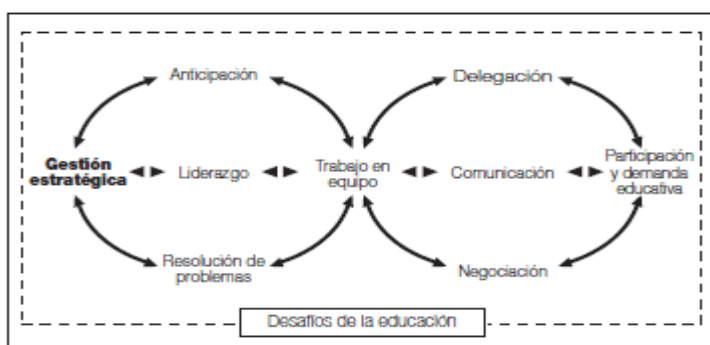 Anticipación
Delegación
Gestión
estratégica
Liderazgo
Trabajo en
equipo
Comunicación
Participación
y demanda
educativa
Resolución de
problemas
Negociación
Desafíos de la educación